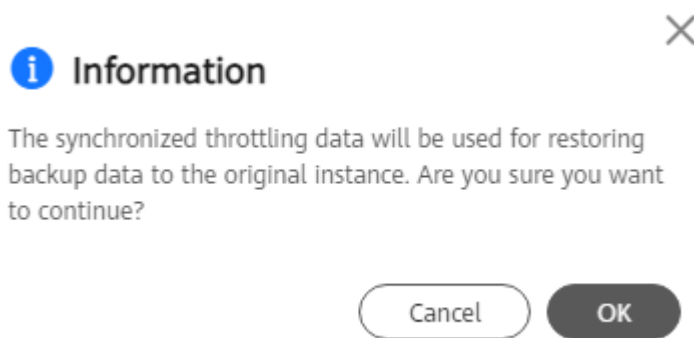 Information
The synchronized throttling data will be used for restoring
backup data to the original instance. Are you sure you want
to continue?
Cancel OK